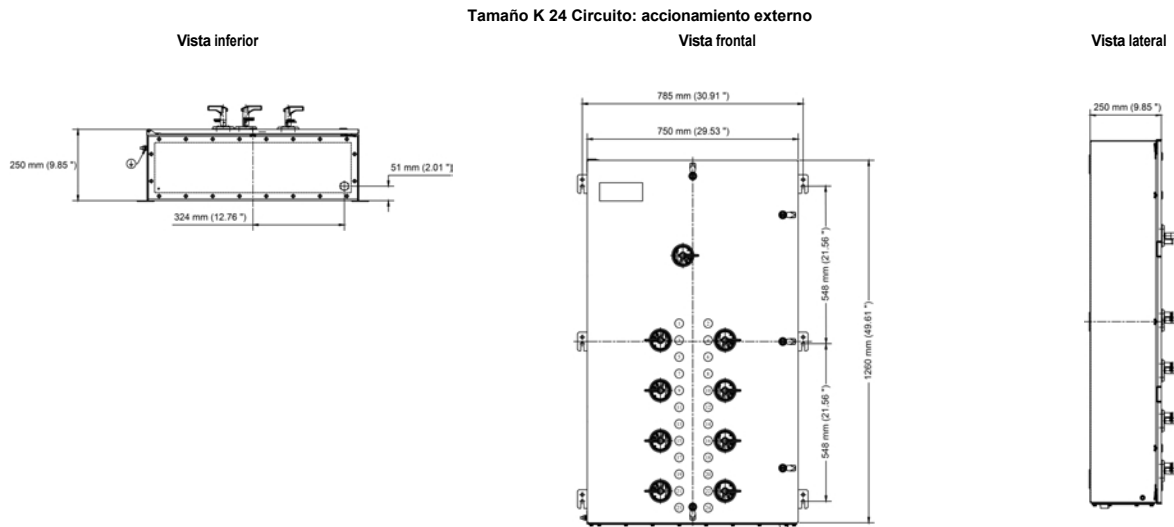 Tamaño K 24 Circuito: accionamiento externo
Vista inferior
Vista frontal
Vista lateral
250 mm (9.85 ")
51 mm (2.01 ")
324 mm (12.76 ")
785 mm (30.91 ")
750 mm (29.53 ")
548 mm (21.56 ")
548 mm (21.56 ")
1260 mm (49.61 ")
250 mm (9.85 ")